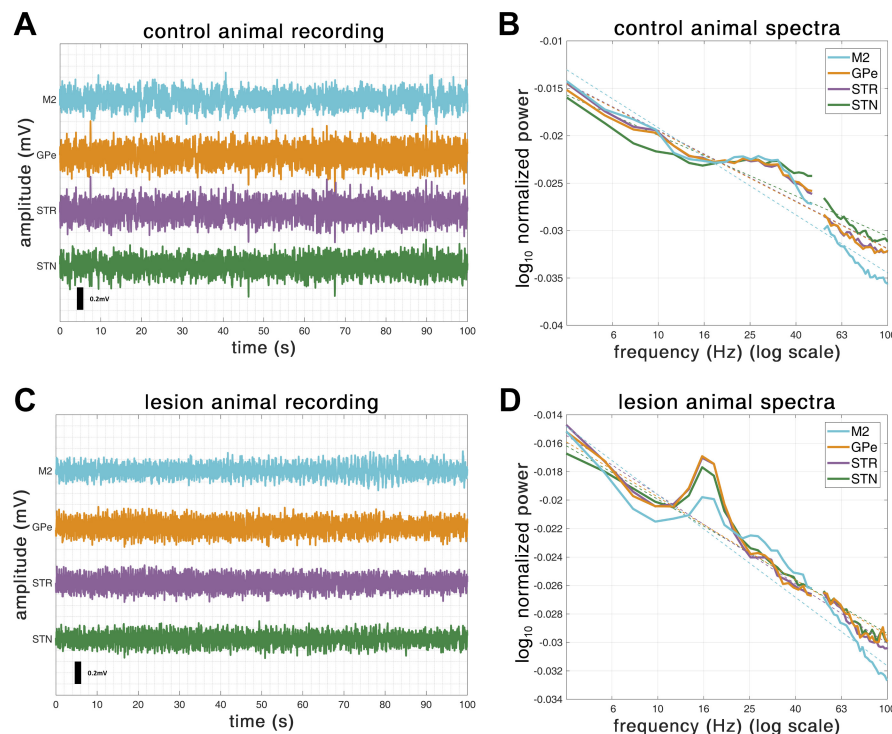 A
control animal recording
amplitude (mV)
M2
GPe
STR
STN
0.2mV
0 10 20 30 40 50 60 70 80 90 100
time (s)
B
control animal spectra
log10 normalized power
-0.01
-0.015
-0.02
-0.025
-0.03
-0.035
-0.04
M2
GPe
STR
STN
6 10 16 25 40 63 100
frequency (Hz) (log scale)
C
lesion animal recording
amplitude (mV)
M2
GPe
STR
STN
0.2mV
0 10 20 30 40 50 60 70 80 90 100
time (s)
D
lesion animal spectra
log10 normalized power
-0.014
-0.016
-0.018
-0.02
-0.022
-0.024
-0.026
-0.028
-0.03
-0.032
-0.034
M2
GPe
STR
STN
6 10 16 25 40 63 100
frequency (Hz) (log scale)